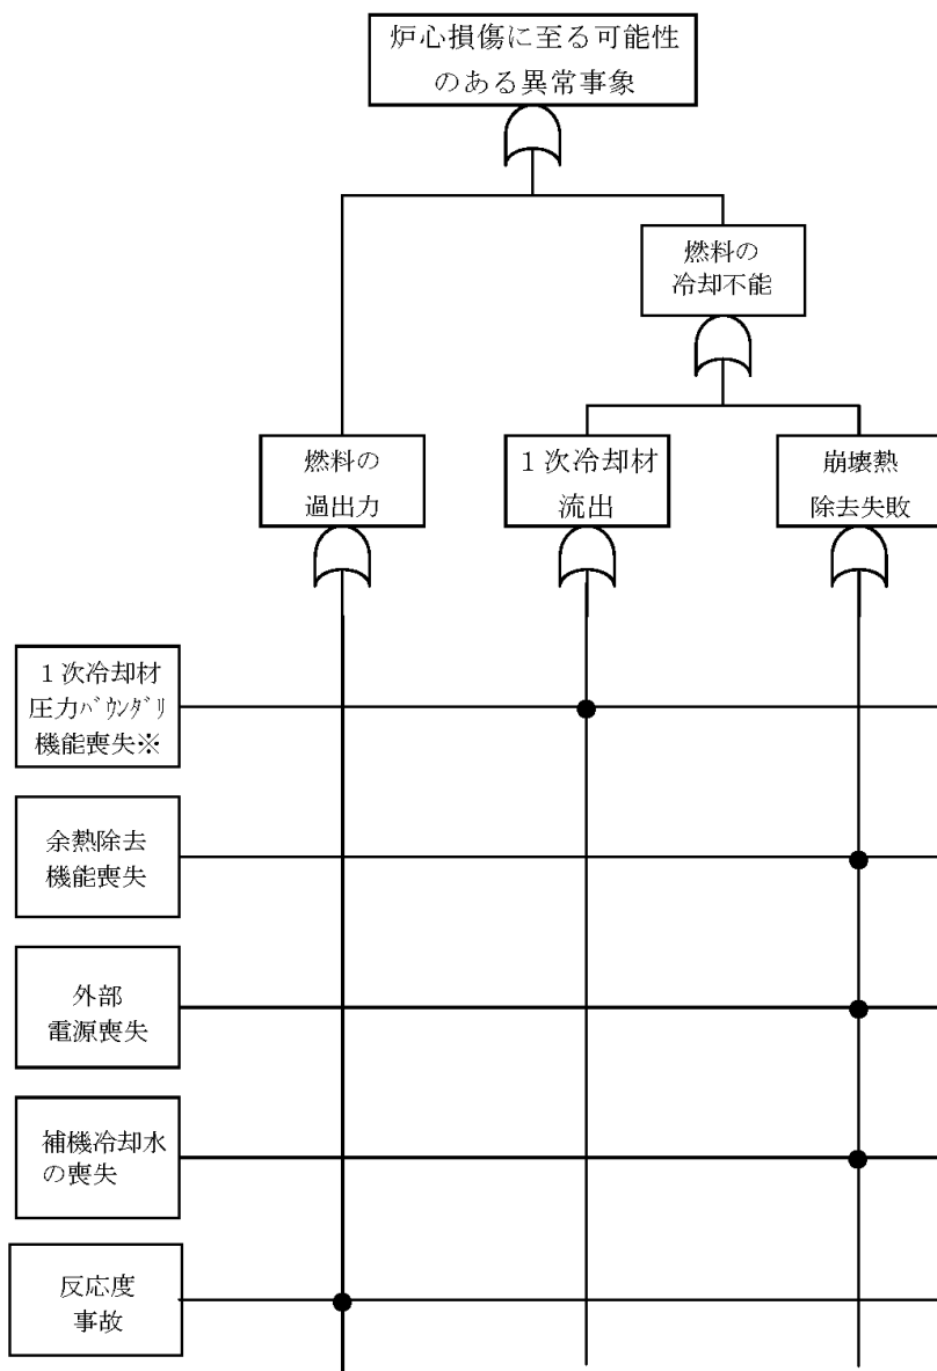 炉心損傷に至る可能性
のある異常事象
燃料の
冷却不能
燃料の
過出力
1次冷却材
流出
崩壊熱
除去失敗
1次冷却材
圧力ﾊﾞｳﾝﾀﾞﾘ
機能喪失※
余熱除去
機能喪失
外部
電源喪失
補機冷却水
の喪失
反応度
事故